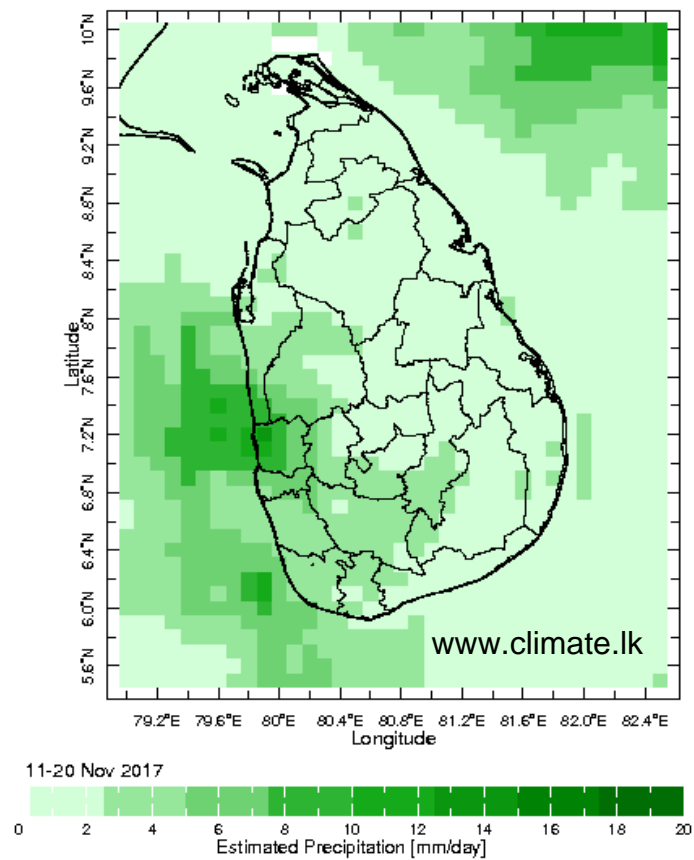 10°N
9.6°N
9.2°N
8.8°N
8.4°N
8°N
7.6°N
7.2°N
6.8°N
6.4°N
6.0°N
5.6°N
Latitude
www.climate.lk
79.2°E 79.6°E 80°E 80.4°E 80.8°E 81.2°E 81.6°E 82.0°E 82.4°E
Longitude
11-20 Nov 2017
0 2 4 6 8 10 12 14 16 18 20
Estimated Precipitation [mm/day]